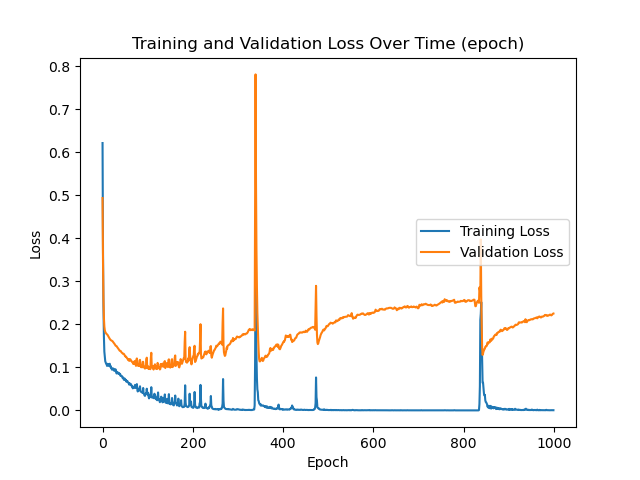 Training and Validation Loss Over Time (epoch)
0.8
0.7
0.6
0.5
0.4
0.3
0.2
0.1
0.0
Loss
Training Loss
Validation Loss
0 200 400 600 800 1000
Epoch